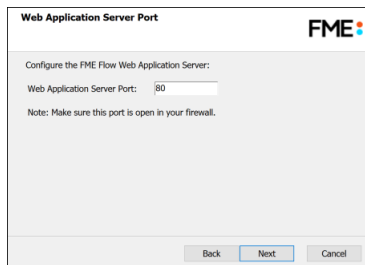 Web Application Server Port
FME
Configure the FME Flow Web Application Server:
Web Application Server Port: 80
Note: Make sure this port is open in your firewall.
Back Next Cancel